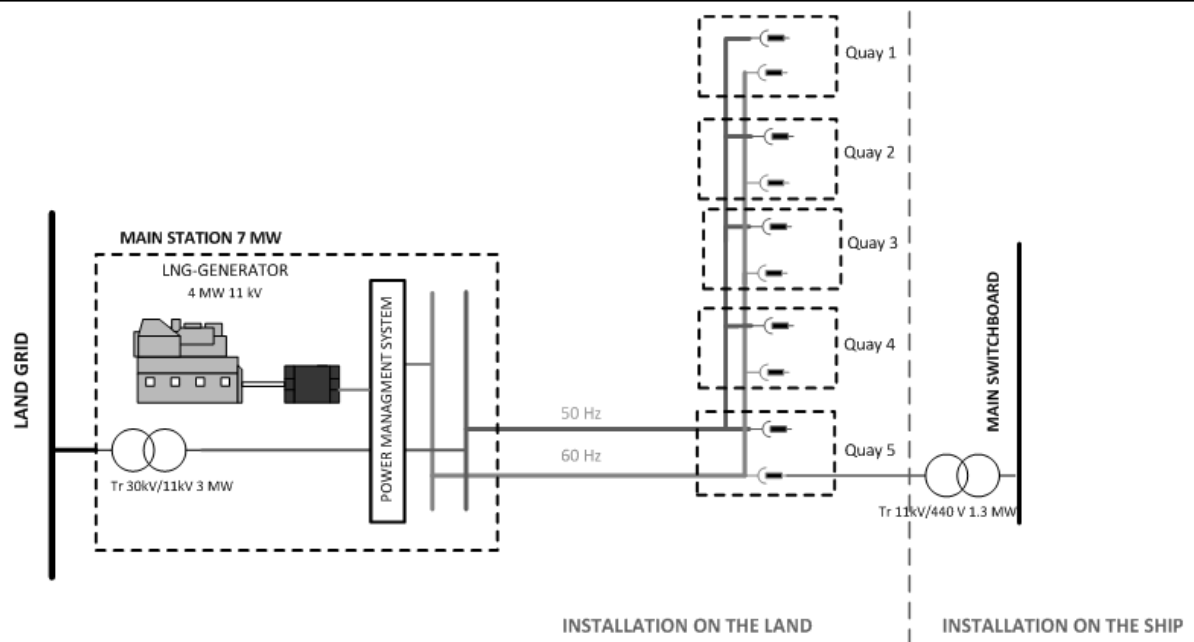 Quay 1
Quay 2
Quay 3
Quay 4
Quay 5
MAIN STATION 7 MW
LNG-GENERATOR
4 MW 11 kV
LAND GRID
POWER MANAGMENT SYSTEM
Tr 30kV/11kV 3 MW
50 Hz
60 Hz
MAIN SWITCHBOARD
Tr 11kV/440 V 1.3 MW
INSTALLATION ON THE LAND
INSTALLATION ON THE SHIP